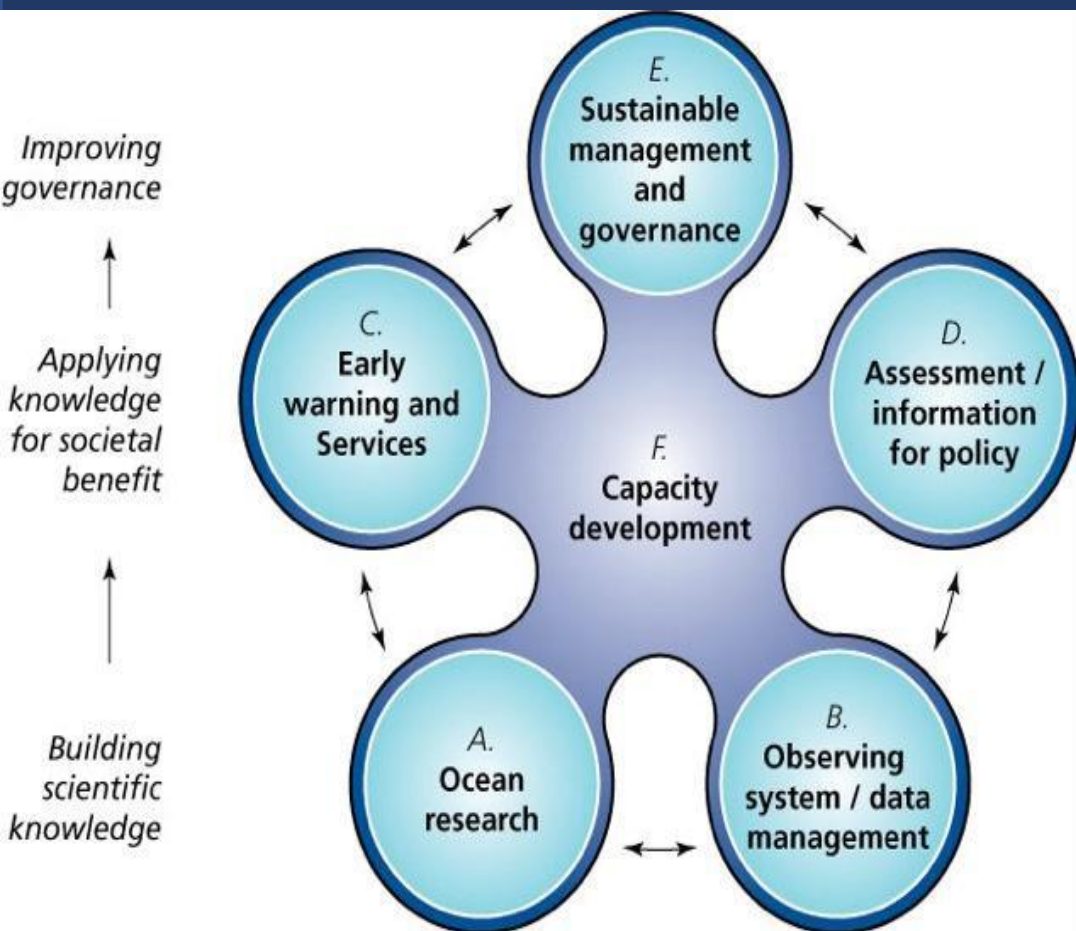 Improving
governance
Applying
knowledge
for societal
benefit
Building
scientific
knowledge
E.
Sustainable
management
and
governance
C.
Early
warning and
Services
D.
Assessment /
information
for policy
F.
Capacity
development
A.
Ocean
research
B.
Observing
system / data
management